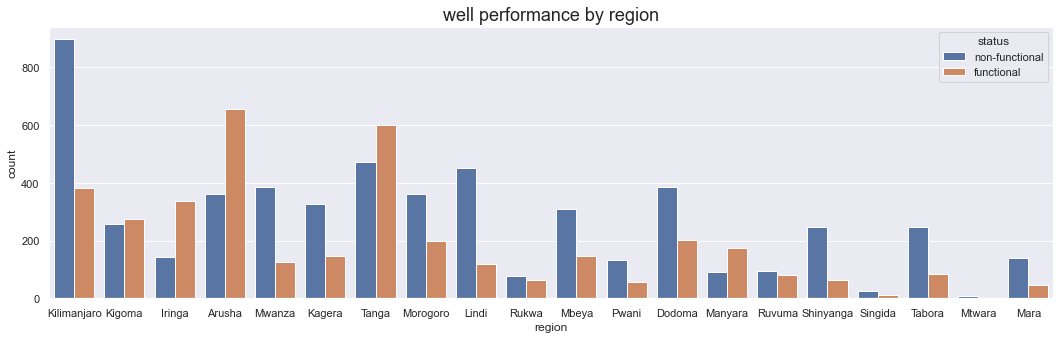 well performance by region
status
non-functional
functional
count
800
600
400
200
0
Kilimanjaro Kigoma Iringa Arusha Mwanza Kagera Tanga Morogoro Lindi Rukwa Mbeya Pwani Dodoma Manyara Ruvuma Shinyanga Singida Tabora Mtwara Mara
region